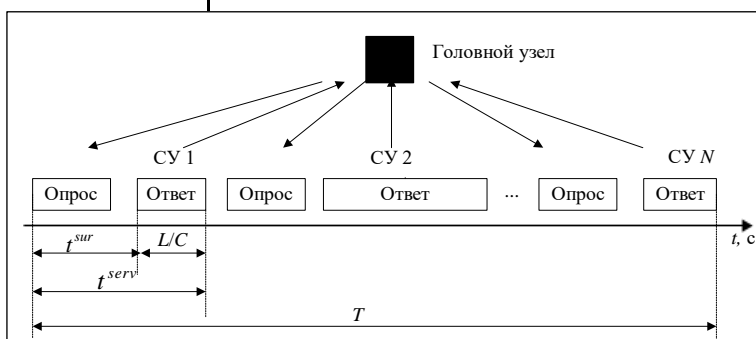 Головной узел
СУ 1 СУ 2 СУ N
Опрос Ответ Опрос Ответ ... Опрос Ответ
t^sur L/C t, с
t^serv
T